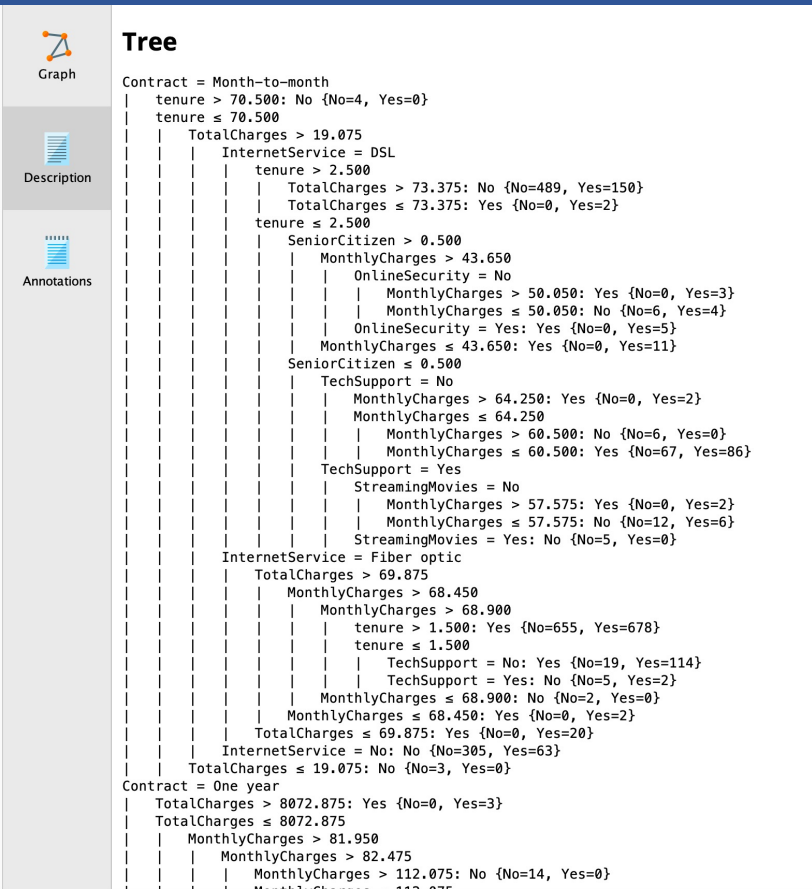 Tree
Graph
Description
Annotations
Contract = Month-to-month
|   tenure > 70.500: No {No=4, Yes=0}
|   tenure ≤ 70.500
|   |   TotalCharges > 19.075
|   |   |   InternetService = DSL
|   |   |   |   tenure > 2.500
|   |   |   |   |   TotalCharges > 73.375: No {No=489, Yes=150}
|   |   |   |   |   TotalCharges ≤ 73.375: Yes {No=0, Yes=2}
|   |   |   |   tenure ≤ 2.500
|   |   |   |   |   SeniorCitizen > 0.500
|   |   |   |   |   |   MonthlyCharges > 43.650
|   |   |   |   |   |   |   OnlineSecurity = No
|   |   |   |   |   |   |   |   MonthlyCharges > 50.050: Yes {No=0, Yes=3}
|   |   |   |   |   |   |   |   MonthlyCharges ≤ 50.050: No {No=6, Yes=4}
|   |   |   |   |   |   |   OnlineSecurity = Yes: Yes {No=0, Yes=5}
|   |   |   |   |   |   MonthlyCharges ≤ 43.650: Yes {No=0, Yes=11}
|   |   |   |   |   SeniorCitizen ≤ 0.500
|   |   |   |   |   |   TechSupport = No
|   |   |   |   |   |   |   MonthlyCharges > 64.250: Yes {No=0, Yes=2}
|   |   |   |   |   |   |   MonthlyCharges ≤ 64.250
|   |   |   |   |   |   |   |   MonthlyCharges > 60.500: No {No=6, Yes=0}
|   |   |   |   |   |   |   |   MonthlyCharges ≤ 60.500: Yes {No=67, Yes=86}
|   |   |   |   |   |   TechSupport = Yes
|   |   |   |   |   |   |   StreamingMovies = No
|   |   |   |   |   |   |   |   MonthlyCharges > 57.575: Yes {No=0, Yes=2}
|   |   |   |   |   |   |   |   MonthlyCharges ≤ 57.575: No {No=12, Yes=6}
|   |   |   |   |   |   |   StreamingMovies = Yes: No {No=5, Yes=0}
|   |   |   InternetService = Fiber optic
|   |   |   |   TotalCharges > 69.875
|   |   |   |   |   MonthlyCharges > 68.450
|   |   |   |   |   |   MonthlyCharges > 68.900
|   |   |   |   |   |   |   tenure > 1.500: Yes {No=655, Yes=678}
|   |   |   |   |   |   |   tenure ≤ 1.500
|   |   |   |   |   |   |   |   TechSupport = No: Yes {No=19, Yes=114}
|   |   |   |   |   |   |   |   TechSupport = Yes: No {No=5, Yes=2}
|   |   |   |   |   |   MonthlyCharges ≤ 68.900: No {No=2, Yes=0}
|   |   |   |   |   MonthlyCharges ≤ 68.450: Yes {No=0, Yes=2}
|   |   |   |   TotalCharges ≤ 69.875: Yes {No=0, Yes=20}
|   |   |   InternetService = No: No {No=305, Yes=63}
|   |   TotalCharges ≤ 19.075: No {No=3, Yes=0}
Contract = One year
|   TotalCharges > 8072.875: Yes {No=0, Yes=3}
|   TotalCharges ≤ 8072.875
|   |   MonthlyCharges > 81.950
|   |   |   MonthlyCharges > 82.475
|   |   |   |   MonthlyCharges > 112.075: No {No=14, Yes=0}